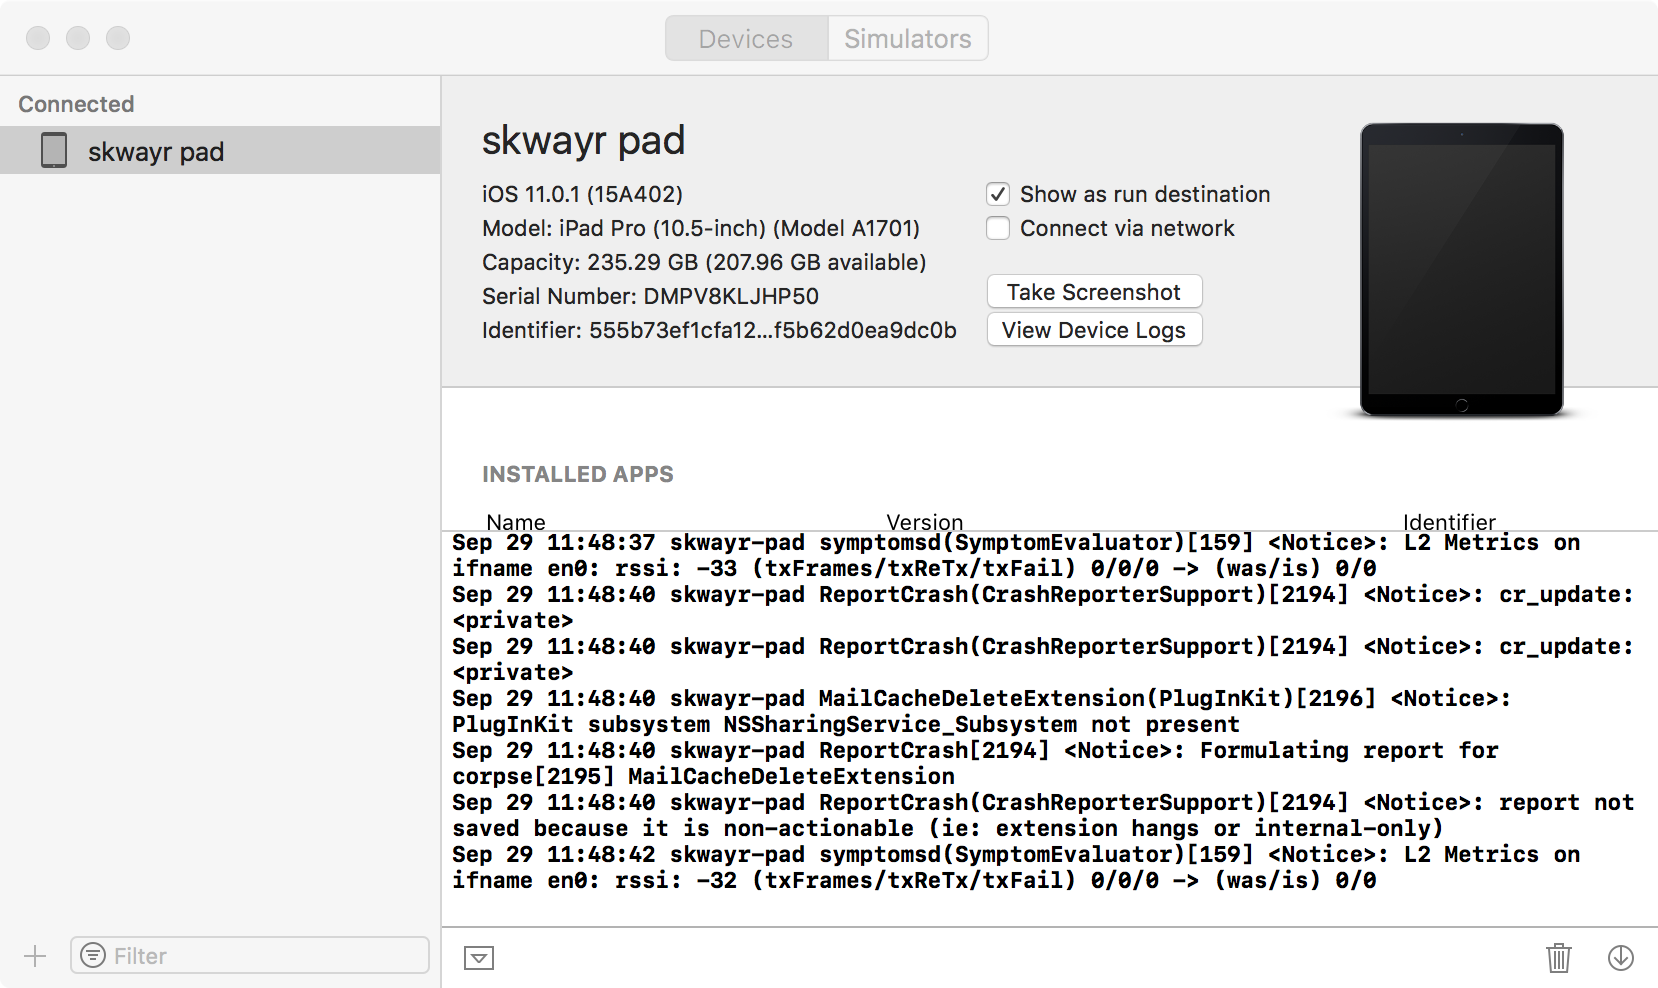 Devices
Simulators
Connected
skwayr pad
skwayr pad
iOS 11.0.1 (15A402)
Model: iPad Pro (10.5-inch) (Model A1701)
Capacity: 235.29 GB (207.96 GB available)
Serial Number: DMPV8KLJHP50
Identifier: 555b73ef1cfa12...f5b62d0ea9dc0b
Show as run destination
Connect via network
Take Screenshot
View Device Logs
INSTALLED APPS
Name Version Identifier
Sep 29 11:48:37 skwayr-pad symptomsd(SymptomEvaluator)[159] <Notice>: L2 Metrics on
ifname en0: rssi: -33 (txFrames/txReTx/txFail) 0/0/0 -> (was/is) 0/0
Sep 29 11:48:40 skwayr-pad ReportCrash(CrashReporterSupport)[2194] <Notice>: cr_update:
<private>
Sep 29 11:48:40 skwayr-pad ReportCrash(CrashReporterSupport)[2194] <Notice>: cr_update:
<private>
Sep 29 11:48:40 skwayr-pad MailCacheDeleteExtension(PlugInKit)[2196] <Notice>:
PlugInKit subsystem NSSharingService_Subsystem not present
Sep 29 11:48:40 skwayr-pad ReportCrash[2194] <Notice>: Formulating report for
corpse[2195] MailCacheDeleteExtension
Sep 29 11:48:40 skwayr-pad ReportCrash(CrashReporterSupport)[2194] <Notice>: report not
saved because it is non-actionable (ie: extension hangs or internal-only)
Sep 29 11:48:42 skwayr-pad symptomsd(SymptomEvaluator)[159] <Notice>: L2 Metrics on
ifname en0: rssi: -32 (txFrames/txReTx/txFail) 0/0/0 -> (was/is) 0/0
Filter